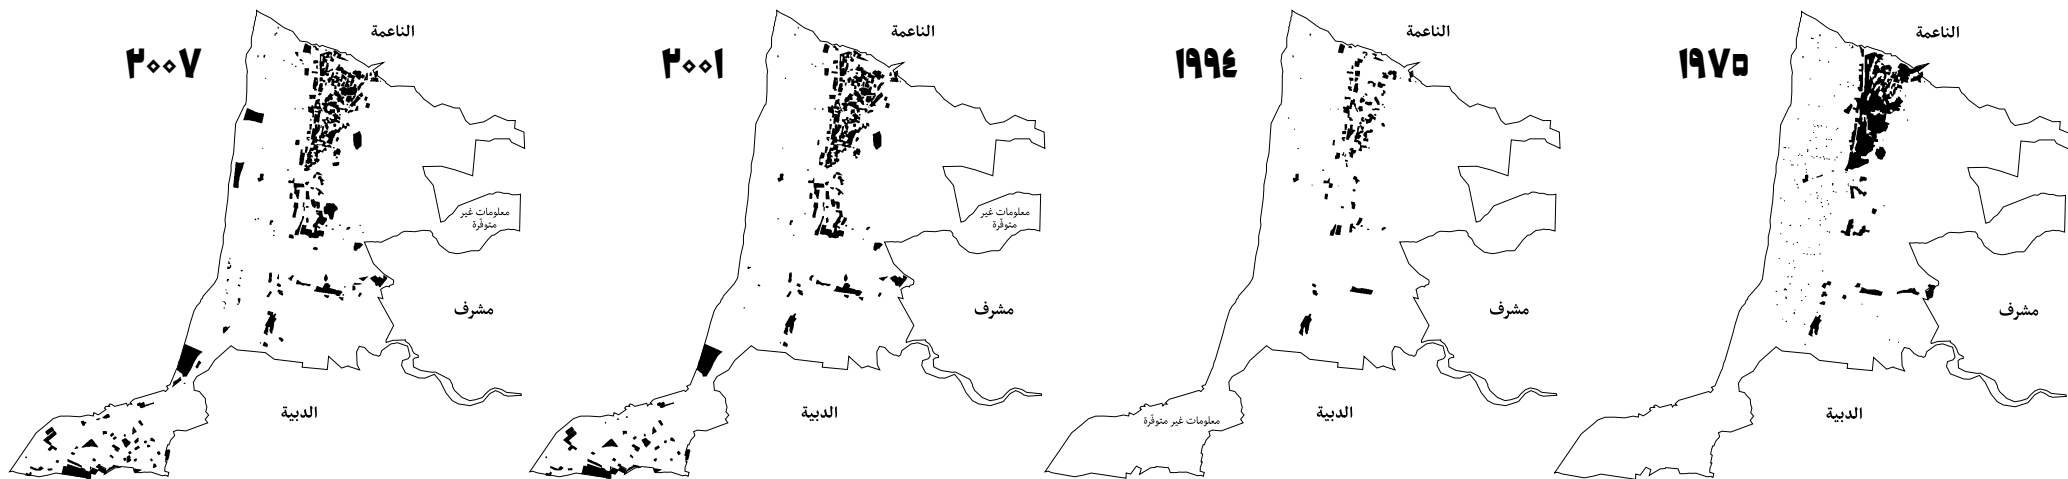 ١٩٧٥
الناعمة
مشرف
الدبية
١٩٩٤
الناعمة
مشرف
الدبية
معلومات غير متوفّرة
٢٠٠١
الناعمة
معلومات غير
متوفّرة
مشرف
الدبية
٢٠٠٧
الناعمة
معلومات غير
متوفّرة
مشرف
الدبية